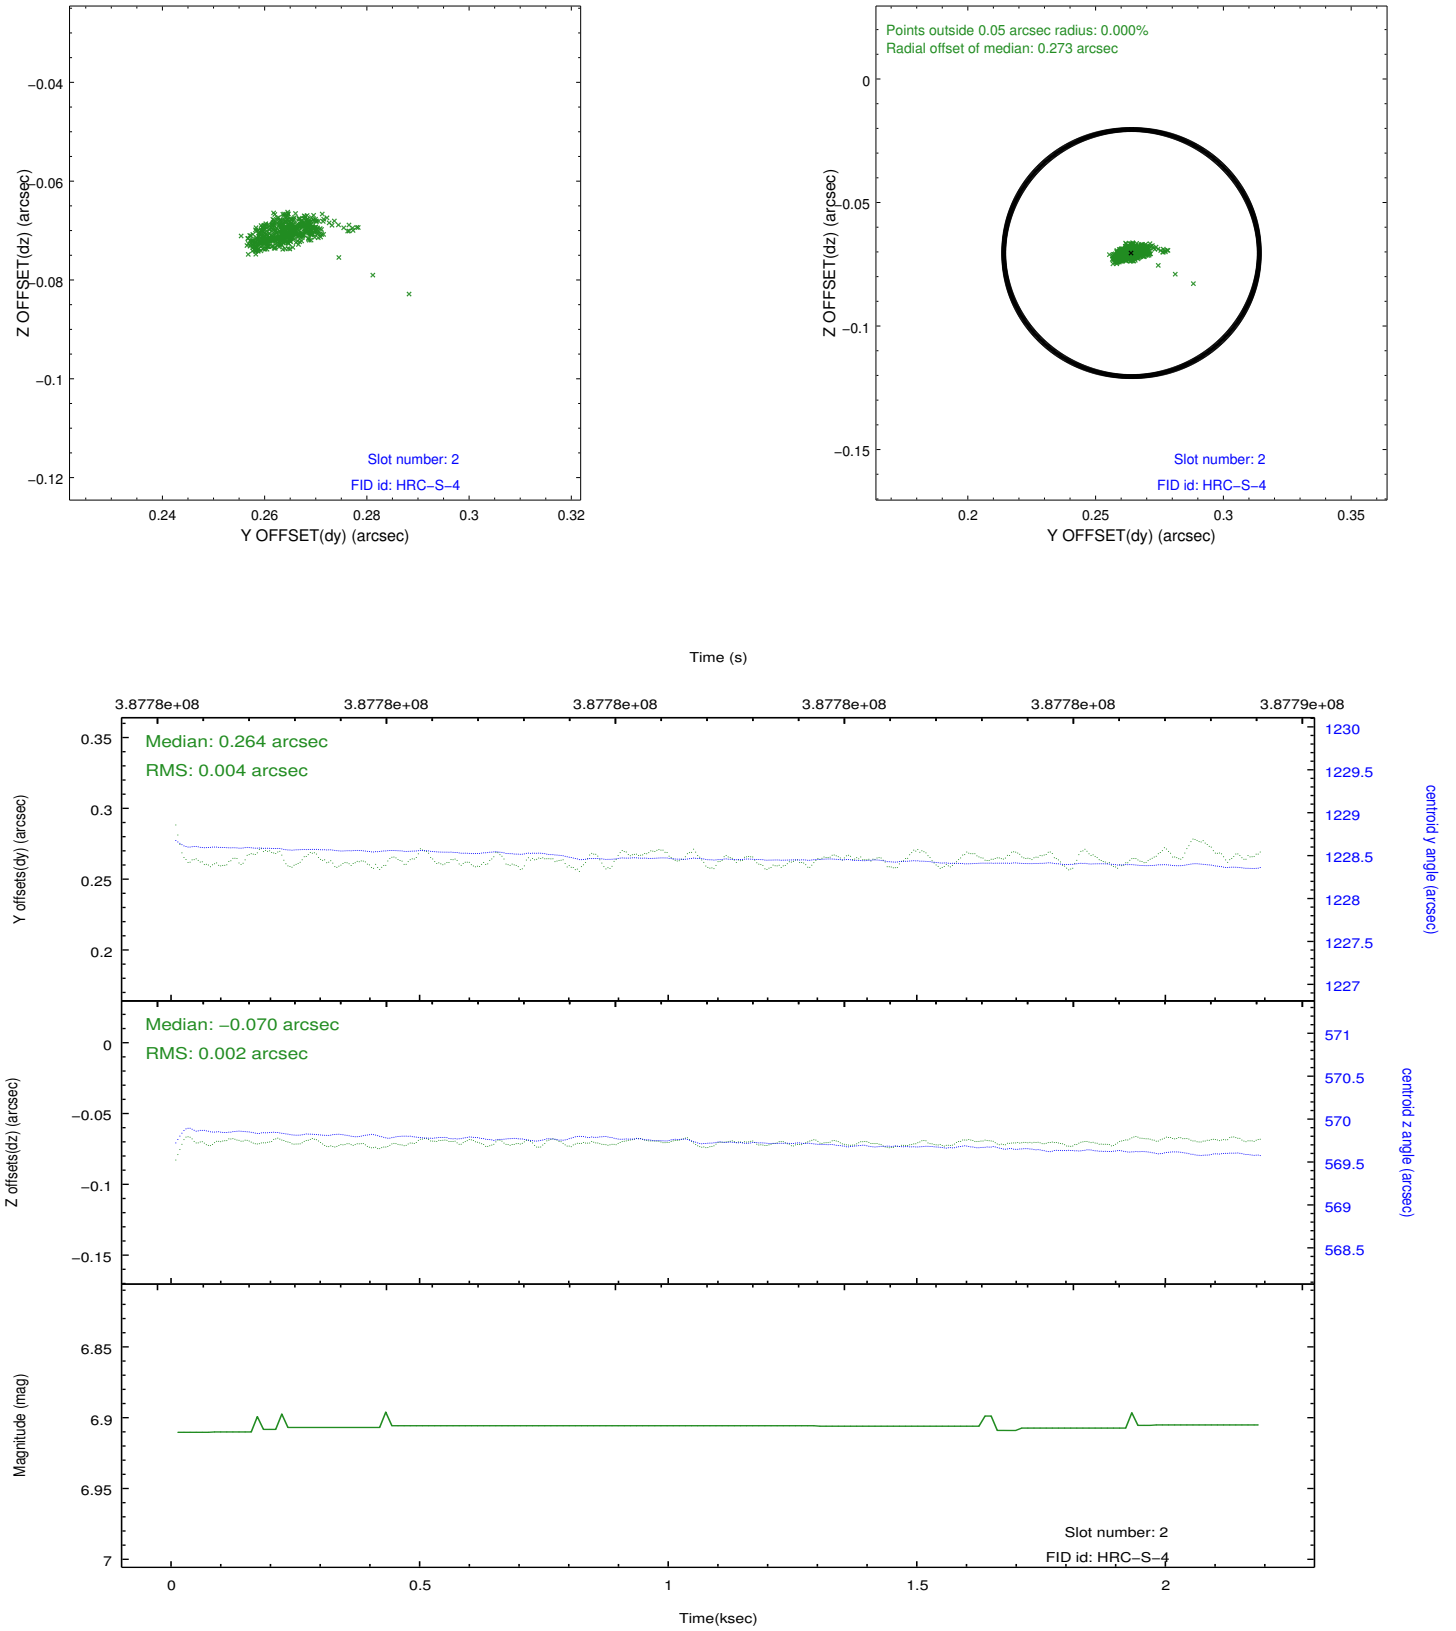 −0.04
−0.06
−0.08
−0.1
−0.12
Z OFFSET(dz) (arcsec)
Slot number: 2
FID id: HRC−S−4
0.24 0.26 0.28 0.3 0.32
Y OFFSET(dy) (arcsec)
Points outside 0.05 arcsec radius: 0.000%
Radial offset of median: 0.273 arcsec
0
−0.05
−0.1
−0.15
Z OFFSET(dz) (arcsec)
Slot number: 2
FID id: HRC−S−4
0.2 0.25 0.3 0.35
Y OFFSET(dy) (arcsec)
Time (s)
3.8778e+08 3.8778e+08 3.8778e+08 3.8778e+08 3.8778e+08 3.8779e+08
Median: 0.264 arcsec
RMS: 0.004 arcsec
0.35
0.3
0.25
0.2
Y offsets(dy) (arcsec)
1230
1229.5
1229
1228.5
1228
1227.5
1227
centroid y angle (arcsec)
Median: −0.070 arcsec
RMS: 0.002 arcsec
0
−0.05
−0.1
−0.15
Z offsets(dz) (arcsec)
571
570.5
570
569.5
569
568.5
centroid z angle (arcsec)
6.85
6.9
6.95
7
Magnitude (mag)
Slot number: 2
FID id: HRC−S−4
0 0.5 1 1.5 2
Time(ksec)